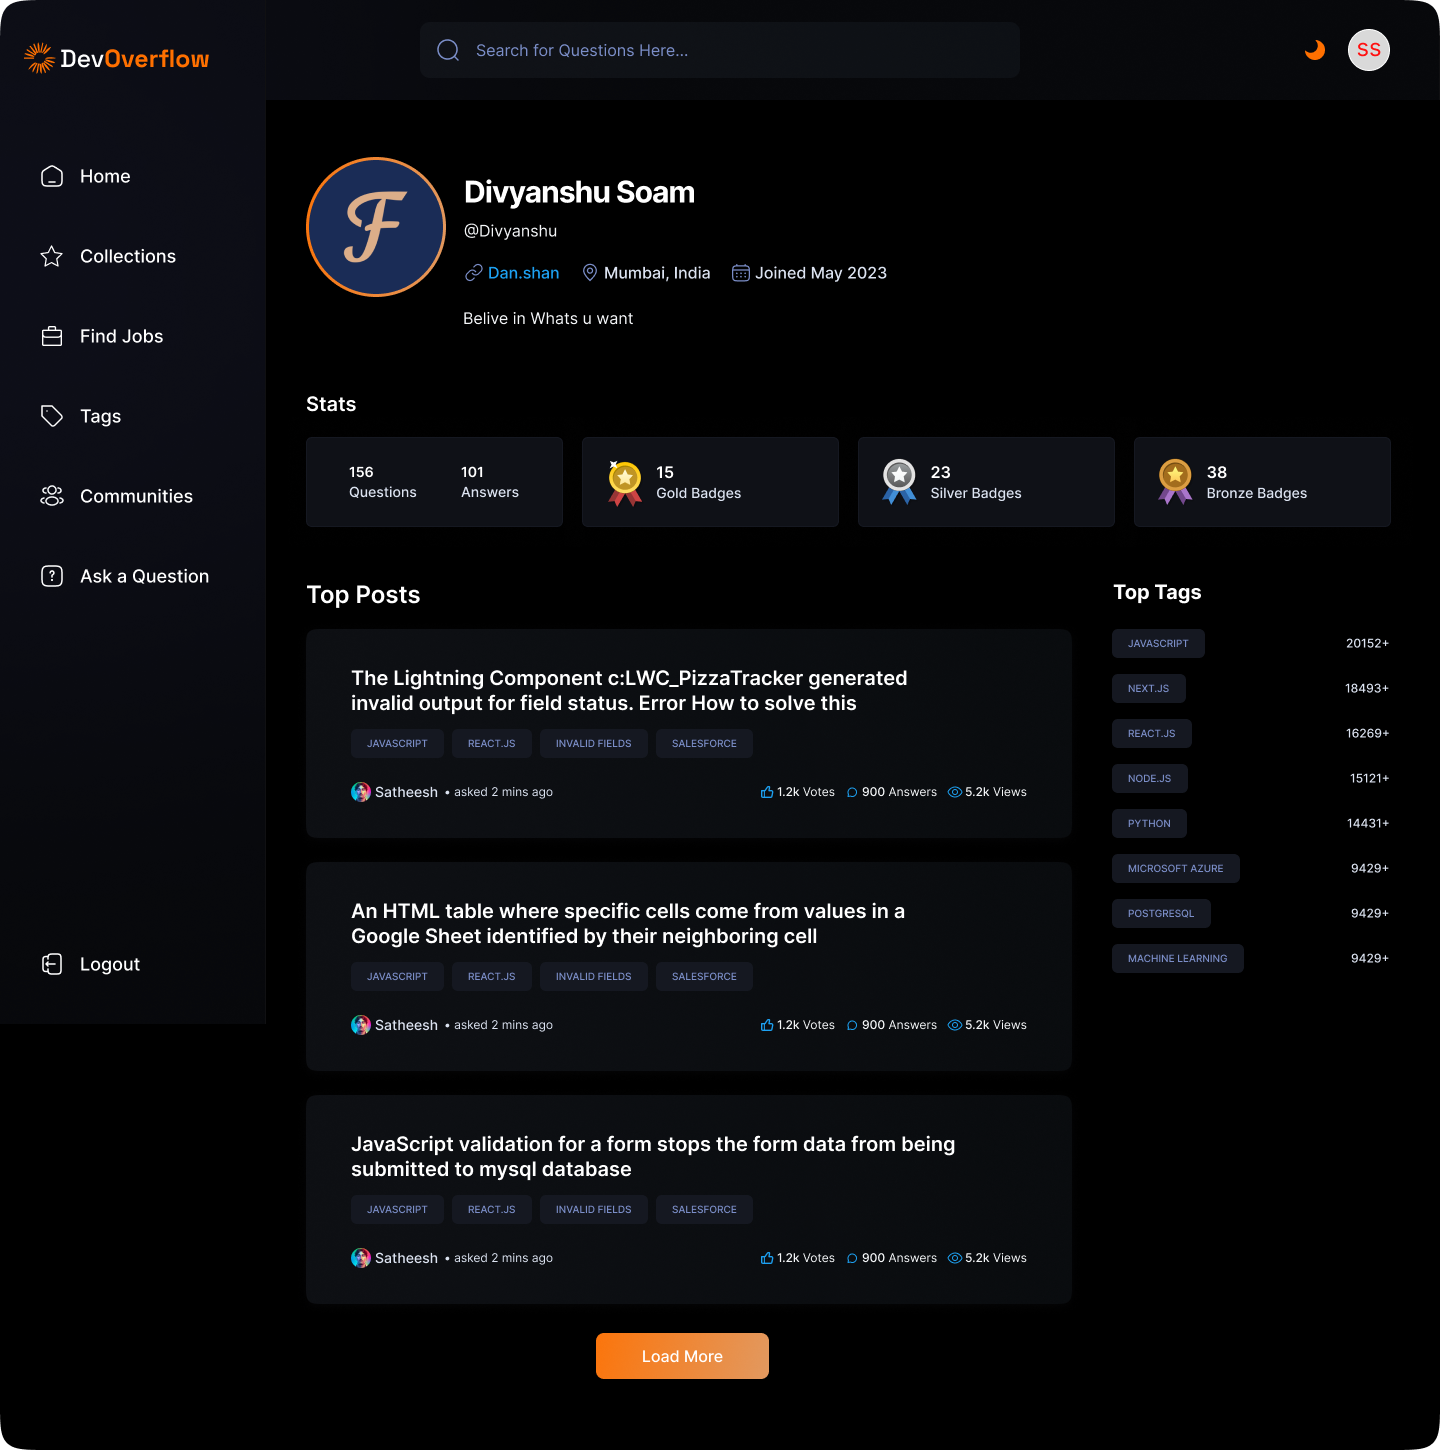 DevOverflow
Search for Questions Here...
SS
Home
Collections
Find Jobs
Tags
Communities
? Ask a Question
Logout
F
Divyanshu Soam
@Divyanshu
Dan.shan Mumbai, India Joined May 2023
Belive in Whats u want
Stats
156 101
Questions Answers
15
Gold Badges
23
Silver Badges
38
Bronze Badges
Top Posts
The Lightning Component c:LWC_PizzaTracker generated
invalid output for field status. Error How to solve this
JAVASCRIPT REACT.JS INVALID FIELDS SALESFORCE
Satheesh • asked 2 mins ago 1.2k Votes 900 Answers 5.2k Views
An HTML table where specific cells come from values in a
Google Sheet identified by their neighboring cell
JAVASCRIPT REACT.JS INVALID FIELDS SALESFORCE
Satheesh • asked 2 mins ago 1.2k Votes 900 Answers 5.2k Views
JavaScript validation for a form stops the form data from being
submitted to mysql database
JAVASCRIPT REACT.JS INVALID FIELDS SALESFORCE
Satheesh • asked 2 mins ago 1.2k Votes 900 Answers 5.2k Views
Load More
Top Tags
JAVASCRIPT 20152+
NEXT.JS 18493+
REACT.JS 16269+
NODE.JS 15121+
PYTHON 14431+
MICROSOFT AZURE 9429+
POSTGRESQL 9429+
MACHINE LEARNING 9429+